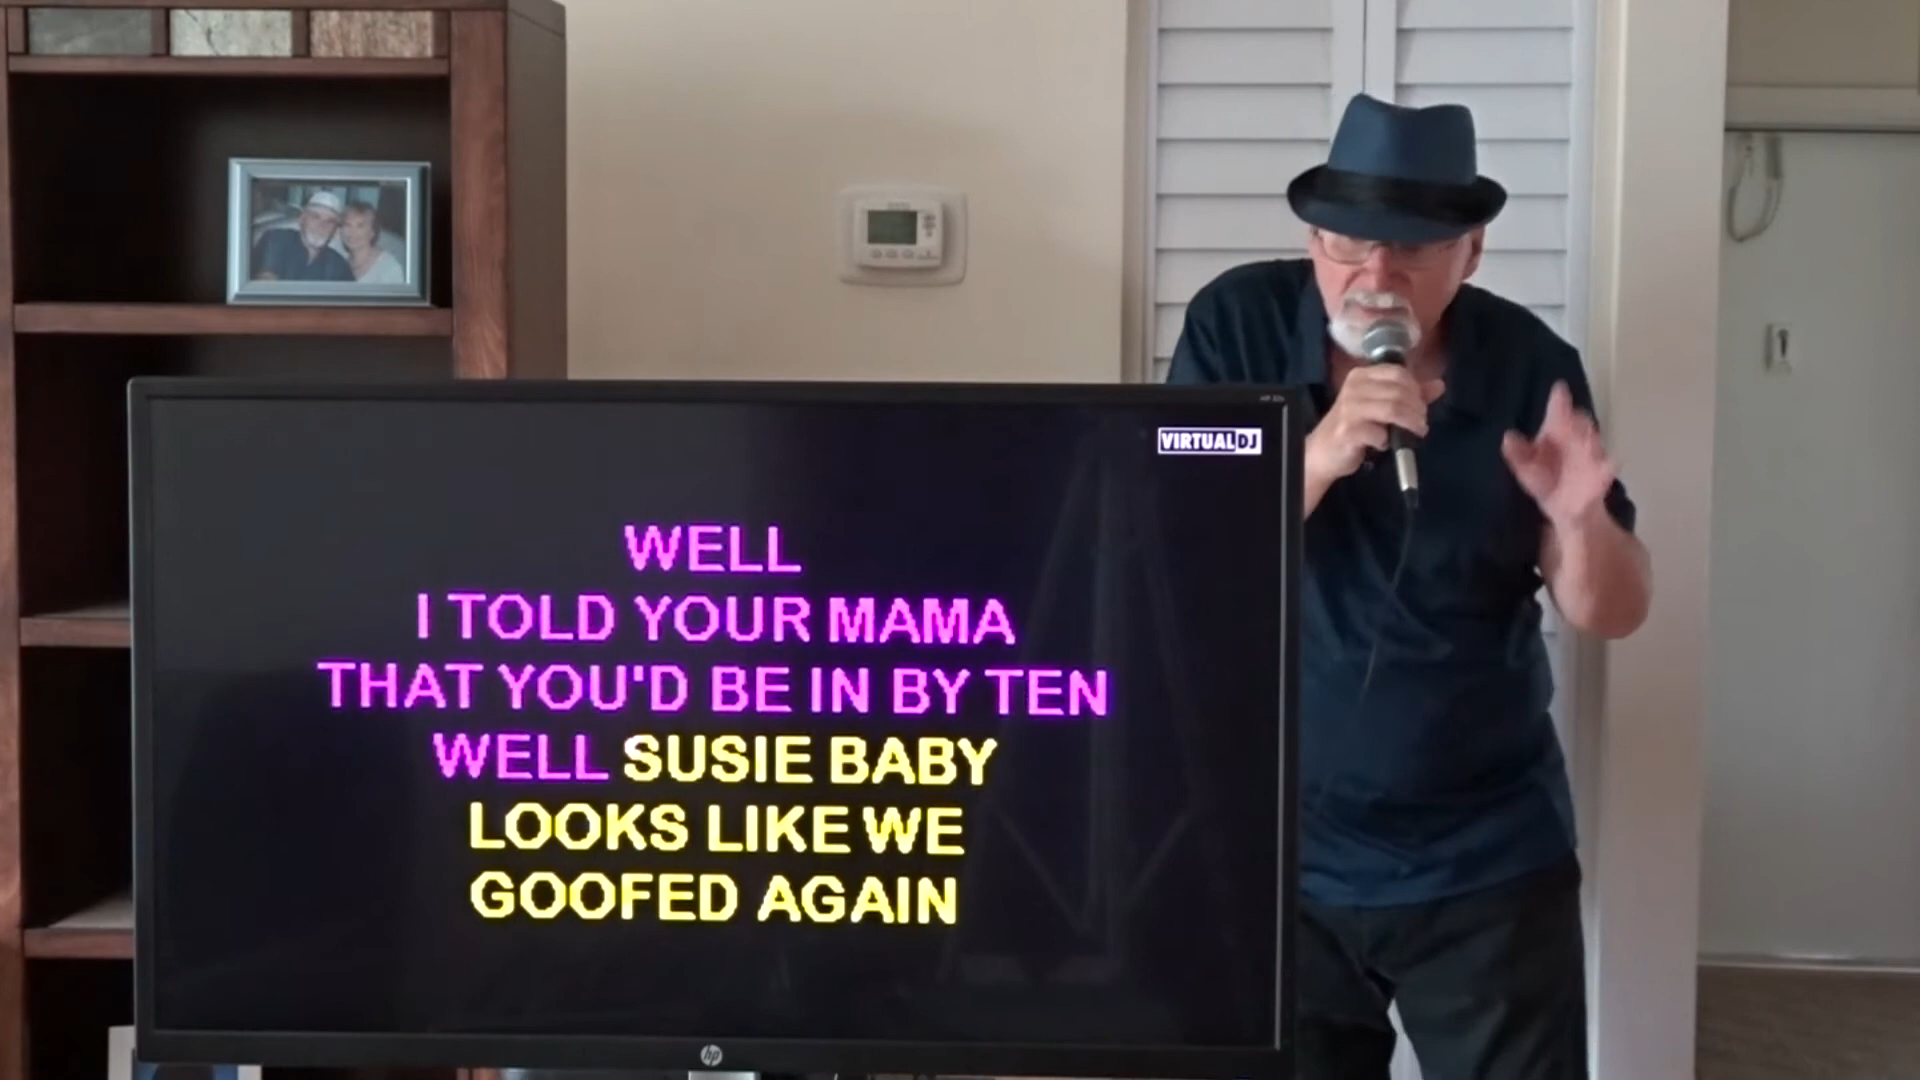 VIRTUALDJ
WELL
I TOLD YOUR MAMA
THAT YOU'D BE IN BY TEN
WELL SUSIE BABY
LOOKS LIKE WE
GOOFED AGAIN
hp